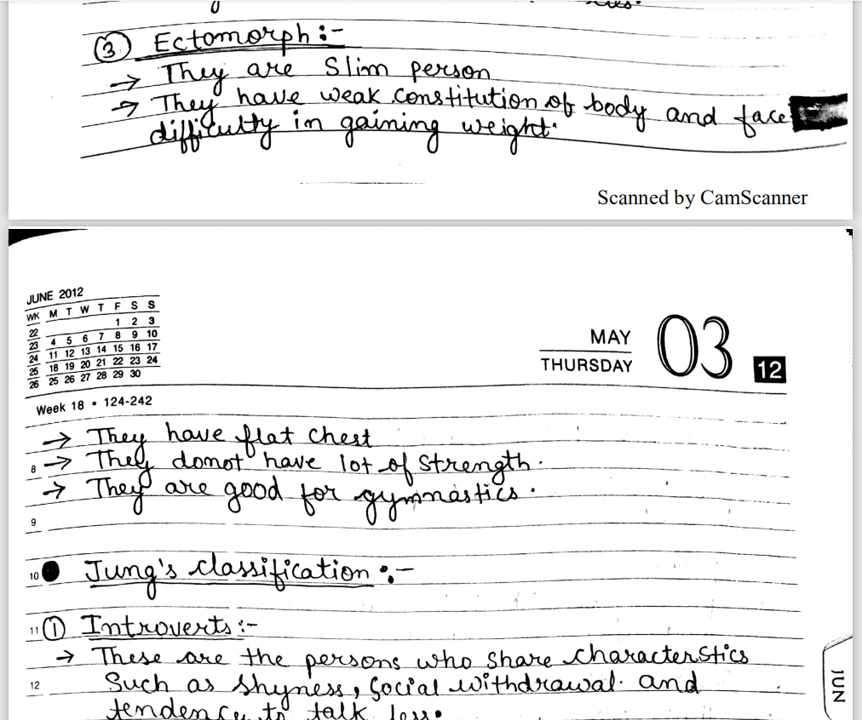 ③ Ectomorph :-
→ They are Slim person
→ They have weak constitution of body and face
difficulty in gaining weight.
Scanned by CamScanner
JUNE 2012
WK M T W T F S S
22 1 2 3
23 4 5 6 7 8 9 10
24 11 12 13 14 15 16 17
25 18 19 20 21 22 23 24
26 25 26 27 28 29 30
MAY
THURSDAY
03
12
Week 18 • 124-242
→ They have flat chest
8 → They donot have lot of strength.
→ They are good for gymnastics.
9
10 ● Jung's classification :-
11 ① Introverts :-
→ These are the persons who share characterstics
12 Such as shyness, Social withdrawal. and
tendency to talk less.
JUN